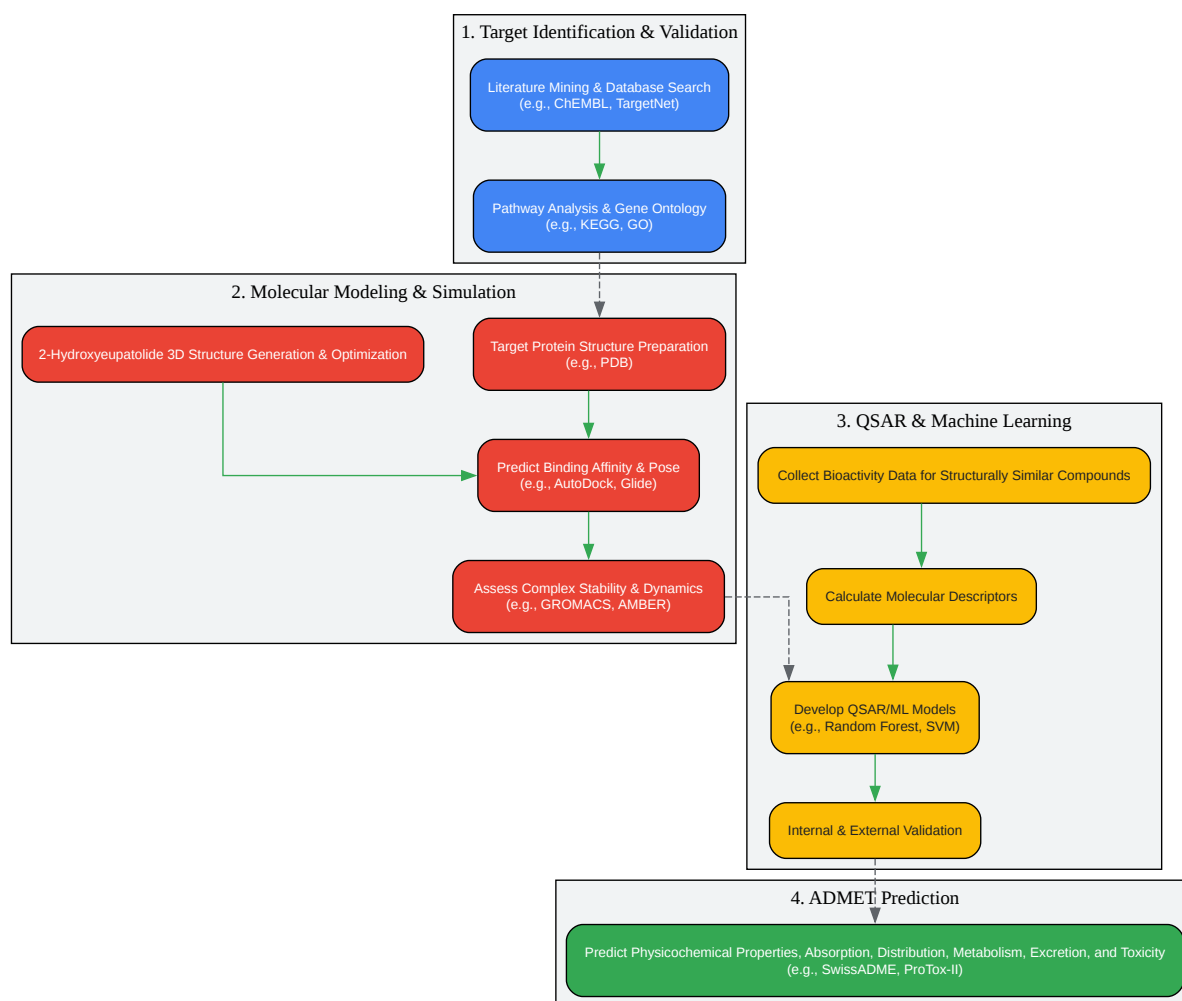 1. Target Identification & Validation
Literature Mining & Database Search
(e.g., ChEMBL, TargetNet)
Pathway Analysis & Gene Ontology
(e.g., KEGG, GO)
2. Molecular Modeling & Simulation
2-Hydroxyeupatolide 3D Structure Generation & Optimization
Target Protein Structure Preparation
(e.g., PDB)
Predict Binding Affinity & Pose
(e.g., AutoDock, Glide)
Assess Complex Stability & Dynamics
(e.g., GROMACS, AMBER)
3. QSAR & Machine Learning
Collect Bioactivity Data for Structurally Similar Compounds
Calculate Molecular Descriptors
Develop QSAR/ML Models
(e.g., Random Forest, SVM)
Internal & External Validation
4. ADMET Prediction
Predict Physicochemical Properties, Absorption, Distribution, Metabolism, Excretion, and Toxicity
(e.g., SwissADME, ProTox-II)